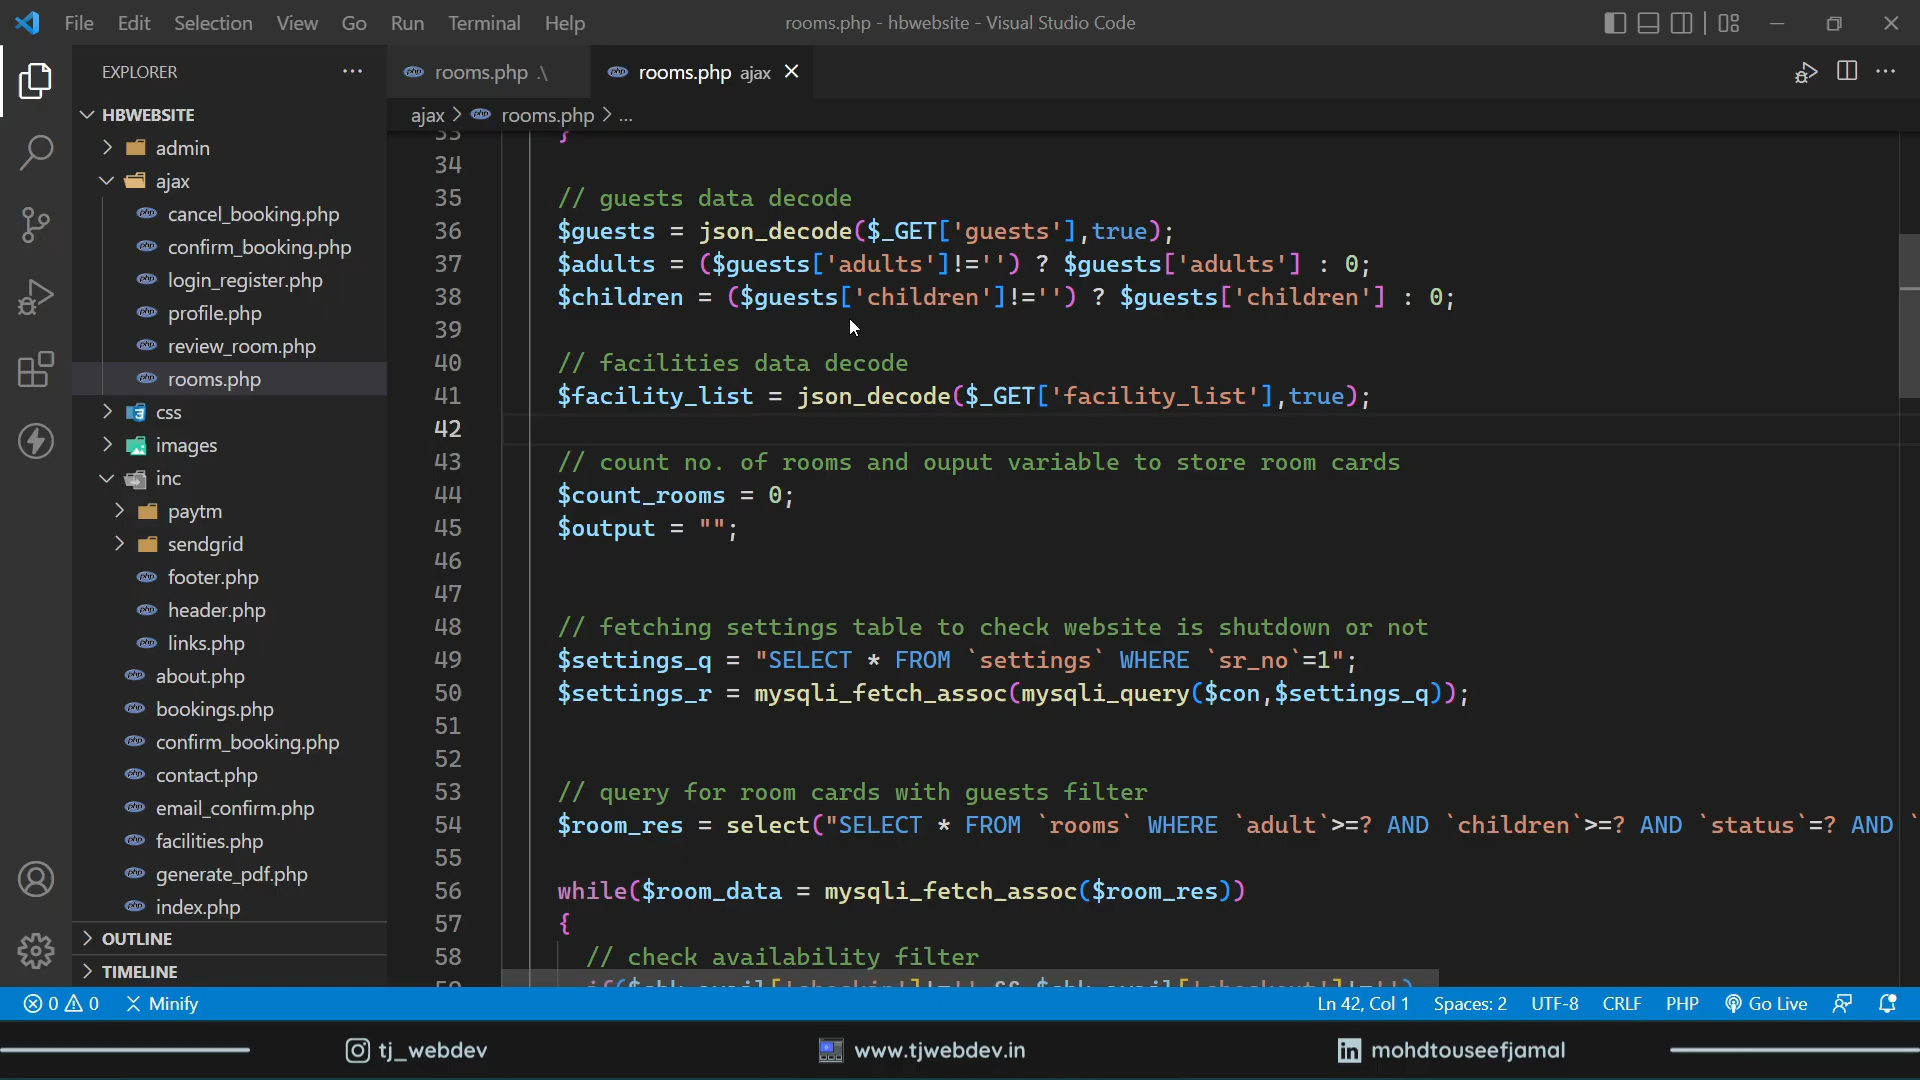 File Edit Selection View Go Run Terminal Help
rooms.php - hbwebsite - Visual Studio Code
EXPLORER
rooms.php .\
rooms.php ajax
ajax > rooms.php > ...
HBWEBSITE
admin
ajax
cancel_booking.php
confirm_booking.php
login_register.php
profile.php
review_room.php
rooms.php
css
images
inc
paytm
sendgrid
footer.php
header.php
links.php
about.php
bookings.php
confirm_booking.php
contact.php
email_confirm.php
facilities.php
generate_pdf.php
index.php
OUTLINE
TIMELINE
33 }
34
35 // guests data decode
36 $guests = json_decode($_GET['guests'],true);
37 $adults = ($guests['adults']!='') ? $guests['adults'] : 0;
38 $children = ($guests['children']!='') ? $guests['children'] : 0;
39
40 // facilities data decode
41 $facility_list = json_decode($_GET['facility_list'],true);
42
43 // count no. of rooms and ouput variable to store room cards
44 $count_rooms = 0;
45 $output = "";
46
47
48 // fetching settings table to check website is shutdown or not
49 $settings_q = "SELECT * FROM `settings` WHERE `sr_no`=1";
50 $settings_r = mysqli_fetch_assoc(mysqli_query($con,$settings_q));
51
52
53 // query for room cards with guests filter
54 $room_res = select("SELECT * FROM `rooms` WHERE `adult`>=? AND `children`>=? AND `status`=? AND `
55
56 while($room_data = mysqli_fetch_assoc($room_res))
57 {
58 // check availability filter
0 0 Minify
Ln 42, Col 1 Spaces: 2 UTF-8 CRLF PHP Go Live
tj_webdev
www.tjwebdev.in
mohdtouseefjamal